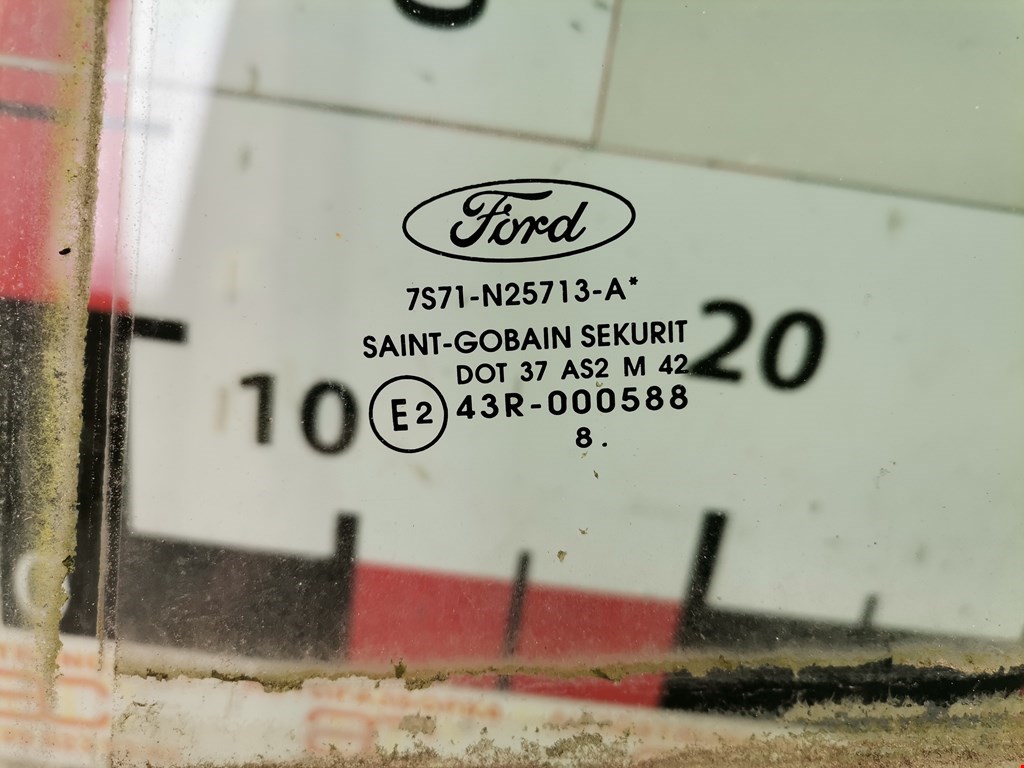 Ford
7S71-N25713-A*
SAINT-GOBAIN SEKURIT
DOT 37 AS2 M 42
E2 43R-000588
8 .
10 20